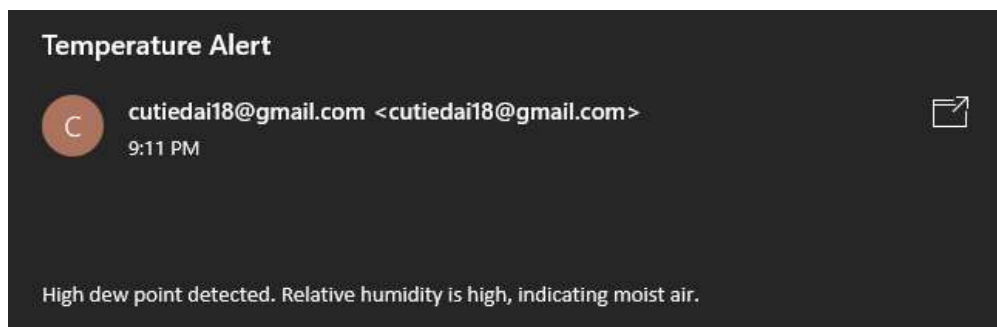 Temperature Alert
cutiedai18@gmail.com <cutiedai18@gmail.com>
C
9:11 PM
High dew point detected. Relative humidity is high, indicating moist air.